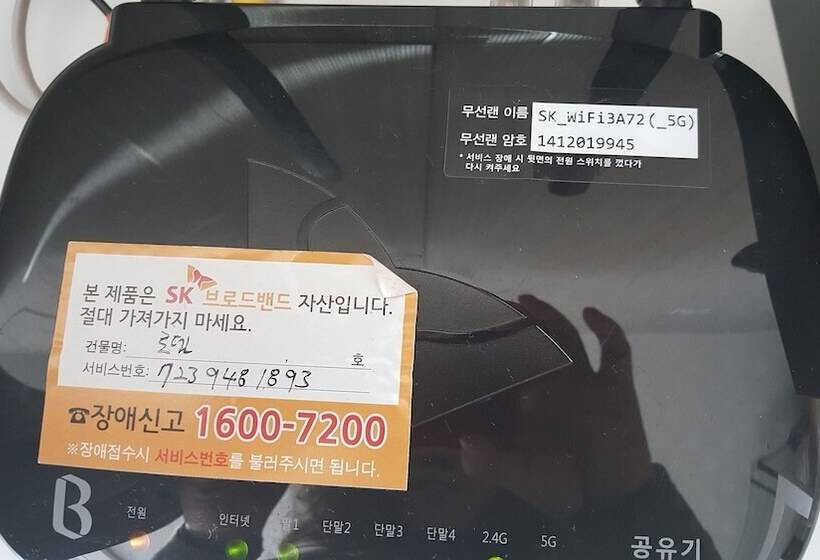 무선랜 이름 SK_WiFi3A72(_5G)
무선랜 암호 1412019945
* 서비스 장애 시 뒷면의 전원 스위치를 껐다가
다시 켜주세요
본 제품은 SK 브로드밴드 자산입니다.
절대 가져가지 마세요.
건물명: 로뎀 호
서비스번호: 7239481893
☎장애신고 1600-7200
※장애접수시 서비스번호를 불러주시면 됩니다.
B 전원 인터넷 단말1 단말2 단말3 단말4 2.4G 5G 공유기